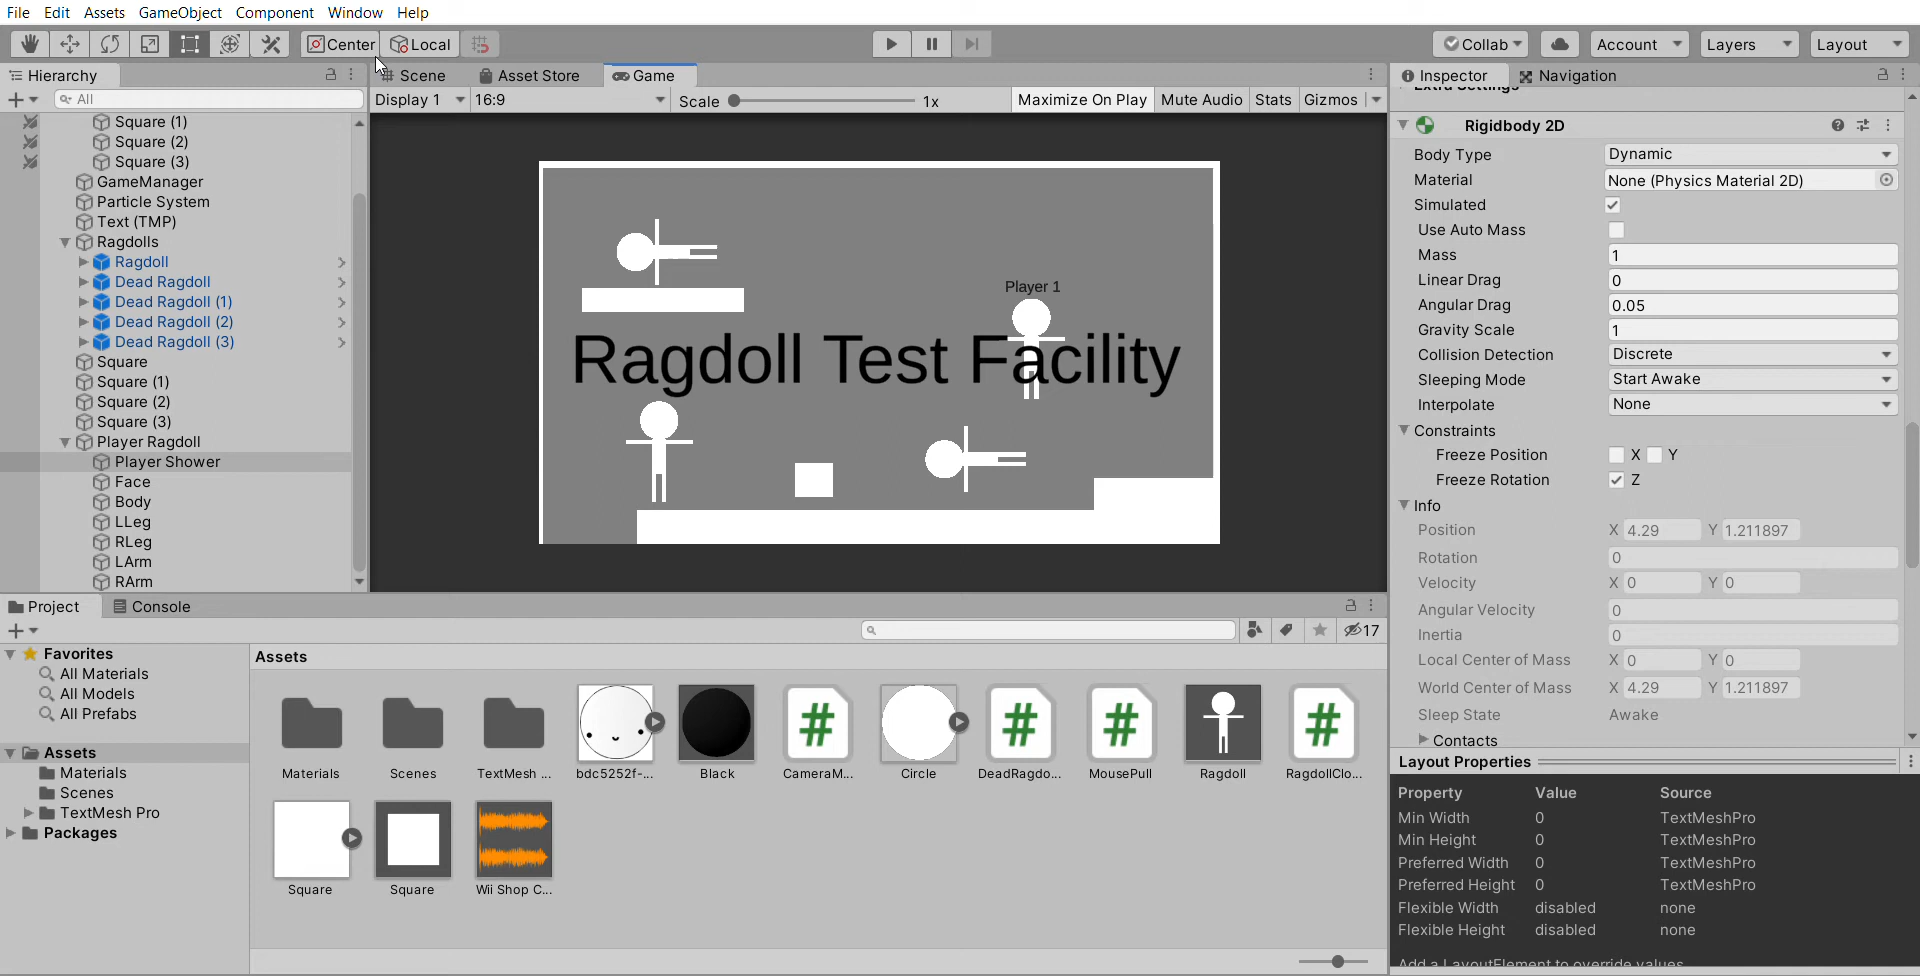 File Edit Assets GameObject Component Window Help
Center Local Collab Account Layers Layout
Hierarchy
All
Square (1)
Square (2)
Square (3)
GameManager
Particle System
Text (TMP)
Ragdolls
Ragdoll
Dead Ragdoll
Dead Ragdoll (1)
Dead Ragdoll (2)
Dead Ragdoll (3)
Square
Square (1)
Square (2)
Square (3)
Player Ragdoll
Player Shower
Face
Body
LLeg
RLeg
LArm
RArm
Scene Asset Store Game
Display 1 16:9 Scale 1x Maximize On Play Mute Audio Stats Gizmos
Player 1
Ragdoll Test Facility
Inspector Navigation
Extra Settings
Rigidbody 2D
Body Type Dynamic
Material None (Physics Material 2D)
Simulated
Use Auto Mass
Mass 1
Linear Drag 0
Angular Drag 0.05
Gravity Scale 1
Collision Detection Discrete
Sleeping Mode Start Awake
Interpolate None
Constraints
Freeze Position X Y
Freeze Rotation Z
Info
Position X 4.29 Y 1.211897
Rotation 0
Velocity X 0 Y 0
Angular Velocity 0
Inertia 0
Local Center of Mass X 0 Y 0
World Center of Mass X 4.29 Y 1.211897
Sleep State Awake
Contacts
Layout Properties
Property Value Source
Min Width 0 TextMeshPro
Min Height 0 TextMeshPro
Preferred Width 0 TextMeshPro
Preferred Height 0 TextMeshPro
Flexible Width disabled none
Flexible Height disabled none
Add a LayoutElement to override values
Project Console
17
Favorites
All Materials
All Models
All Prefabs
Assets
Materials
Scenes
TextMesh Pro
Packages
Assets
Materials Scenes TextMesh ... bdc5252f-... Black CameraM... Circle DeadRagdo... MousePull Ragdoll RagdollClo...
Square Square Wii Shop C...